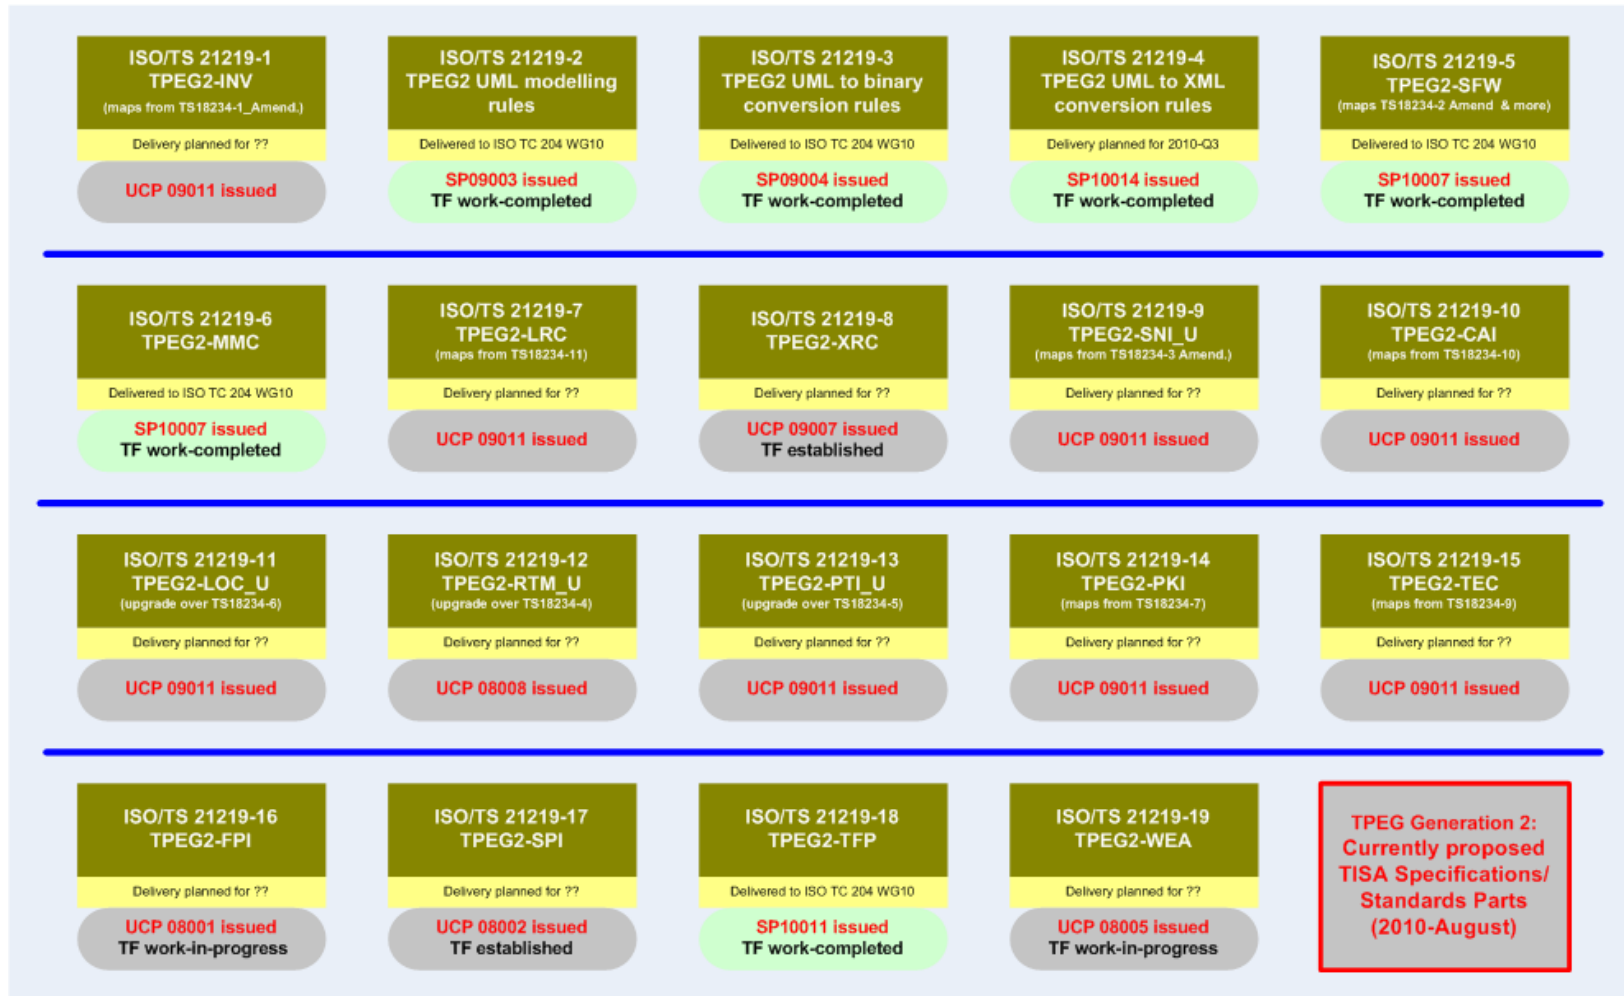 ISO/TS 21219-1
TPEG2-INV
(maps from TS18234-1_Amend.)
Delivery planned for ??
UCP 09011 issued
ISO/TS 21219-2
TPEG2 UML modelling
rules
Delivered to ISO TC 204 WG10
SP09003 issued
TF work-completed
ISO/TS 21219-3
TPEG2 UML to binary
conversion rules
Delivered to ISO TC 204 WG10
SP09004 issued
TF work-completed
ISO/TS 21219-4
TPEG2 UML to XML
conversion rules
Delivery planned for 2010-Q3
SP10014 issued
TF work-completed
ISO/TS 21219-5
TPEG2-SFW
(maps TS18234-2 Amend & more)
Delivered to ISO TC 204 WG10
SP10007 issued
TF work-completed
ISO/TS 21219-6
TPEG2-MMC
Delivered to ISO TC 204 WG10
SP10007 issued
TF work-completed
ISO/TS 21219-7
TPEG2-LRC
(maps from TS18234-11)
Delivery planned for ??
UCP 09011 issued
ISO/TS 21219-8
TPEG2-XRC
Delivery planned for ??
UCP 09007 issued
TF established
ISO/TS 21219-9
TPEG2-SNI_U
(maps from TS18234-3 Amend.)
Delivery planned for ??
UCP 09011 issued
ISO/TS 21219-10
TPEG2-CAI
(maps from TS18234-10)
Delivery planned for ??
UCP 09011 issued
ISO/TS 21219-11
TPEG2-LOC_U
(upgrade over TS18234-6)
Delivery planned for ??
UCP 09011 issued
ISO/TS 21219-12
TPEG2-RTM_U
(upgrade over TS18234-4)
Delivery planned for ??
UCP 08008 issued
ISO/TS 21219-13
TPEG2-PTI_U
(upgrade over TS18234-5)
Delivery planned for ??
UCP 09011 issued
ISO/TS 21219-14
TPEG2-PKI
(maps from TS18234-7)
Delivery planned for ??
UCP 09011 issued
ISO/TS 21219-15
TPEG2-TEC
(maps from TS18234-9)
Delivery planned for ??
UCP 09011 issued
ISO/TS 21219-16
TPEG2-FPI
Delivery planned for ??
UCP 08001 issued
TF work-in-progress
ISO/TS 21219-17
TPEG2-SPI
Delivery planned for ??
UCP 08002 issued
TF established
ISO/TS 21219-18
TPEG2-TFP
Delivered to ISO TC 204 WG10
SP10011 issued
TF work-completed
ISO/TS 21219-19
TPEG2-WEA
Delivery planned for ??
UCP 08005 issued
TF work-in-progress
TPEG Generation 2:
Currently proposed
TISA Specifications/
Standards Parts
(2010-August)